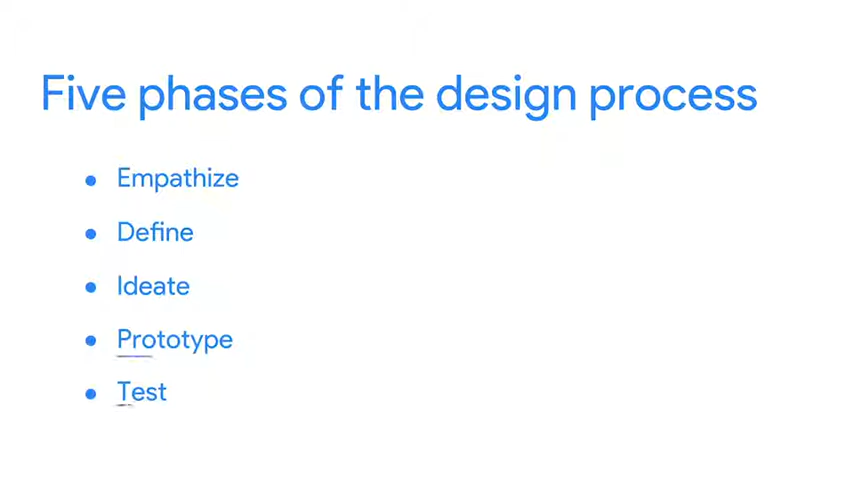 Five phases of the design process
• Empathize
• Define
• Ideate
• Prototype
• Test